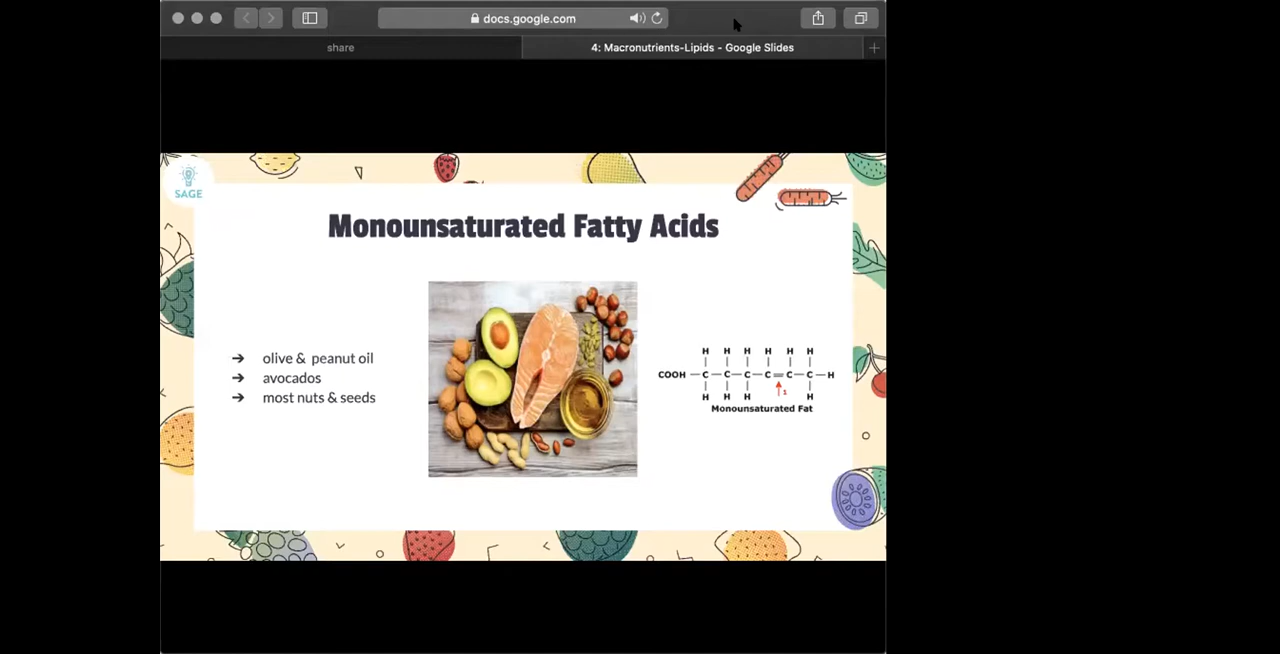 docs.google.com
share
4: Macronutrients-Lipids - Google Slides
SAGE
Monounsaturated Fatty Acids
→ olive & peanut oil
→ avocados
→ most nuts & seeds
H H H H H H
COOH — C — C — C — C = C — C — H
1
H H H H
Monounsaturated Fat